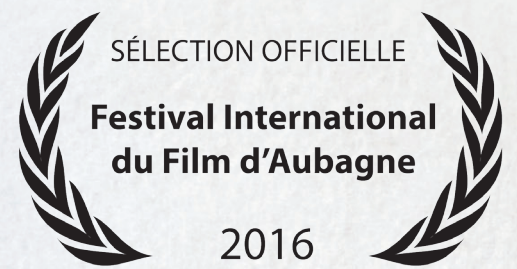 SÉLECTION OFFICIELLE
Festival International
du Film d’Aubagne
2016